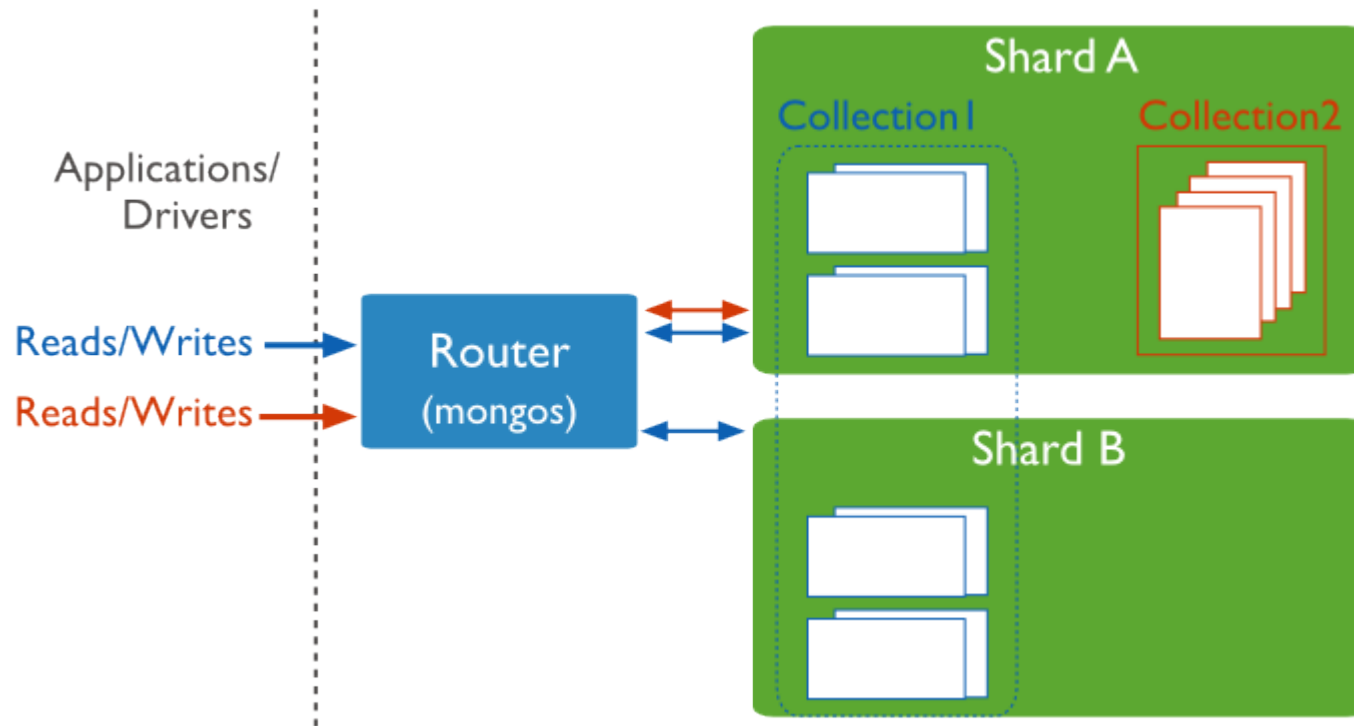 Applications/
Drivers
Reads/Writes
Reads/Writes
Router
(mongos)
Shard A
Collection1
Collection2
Shard B